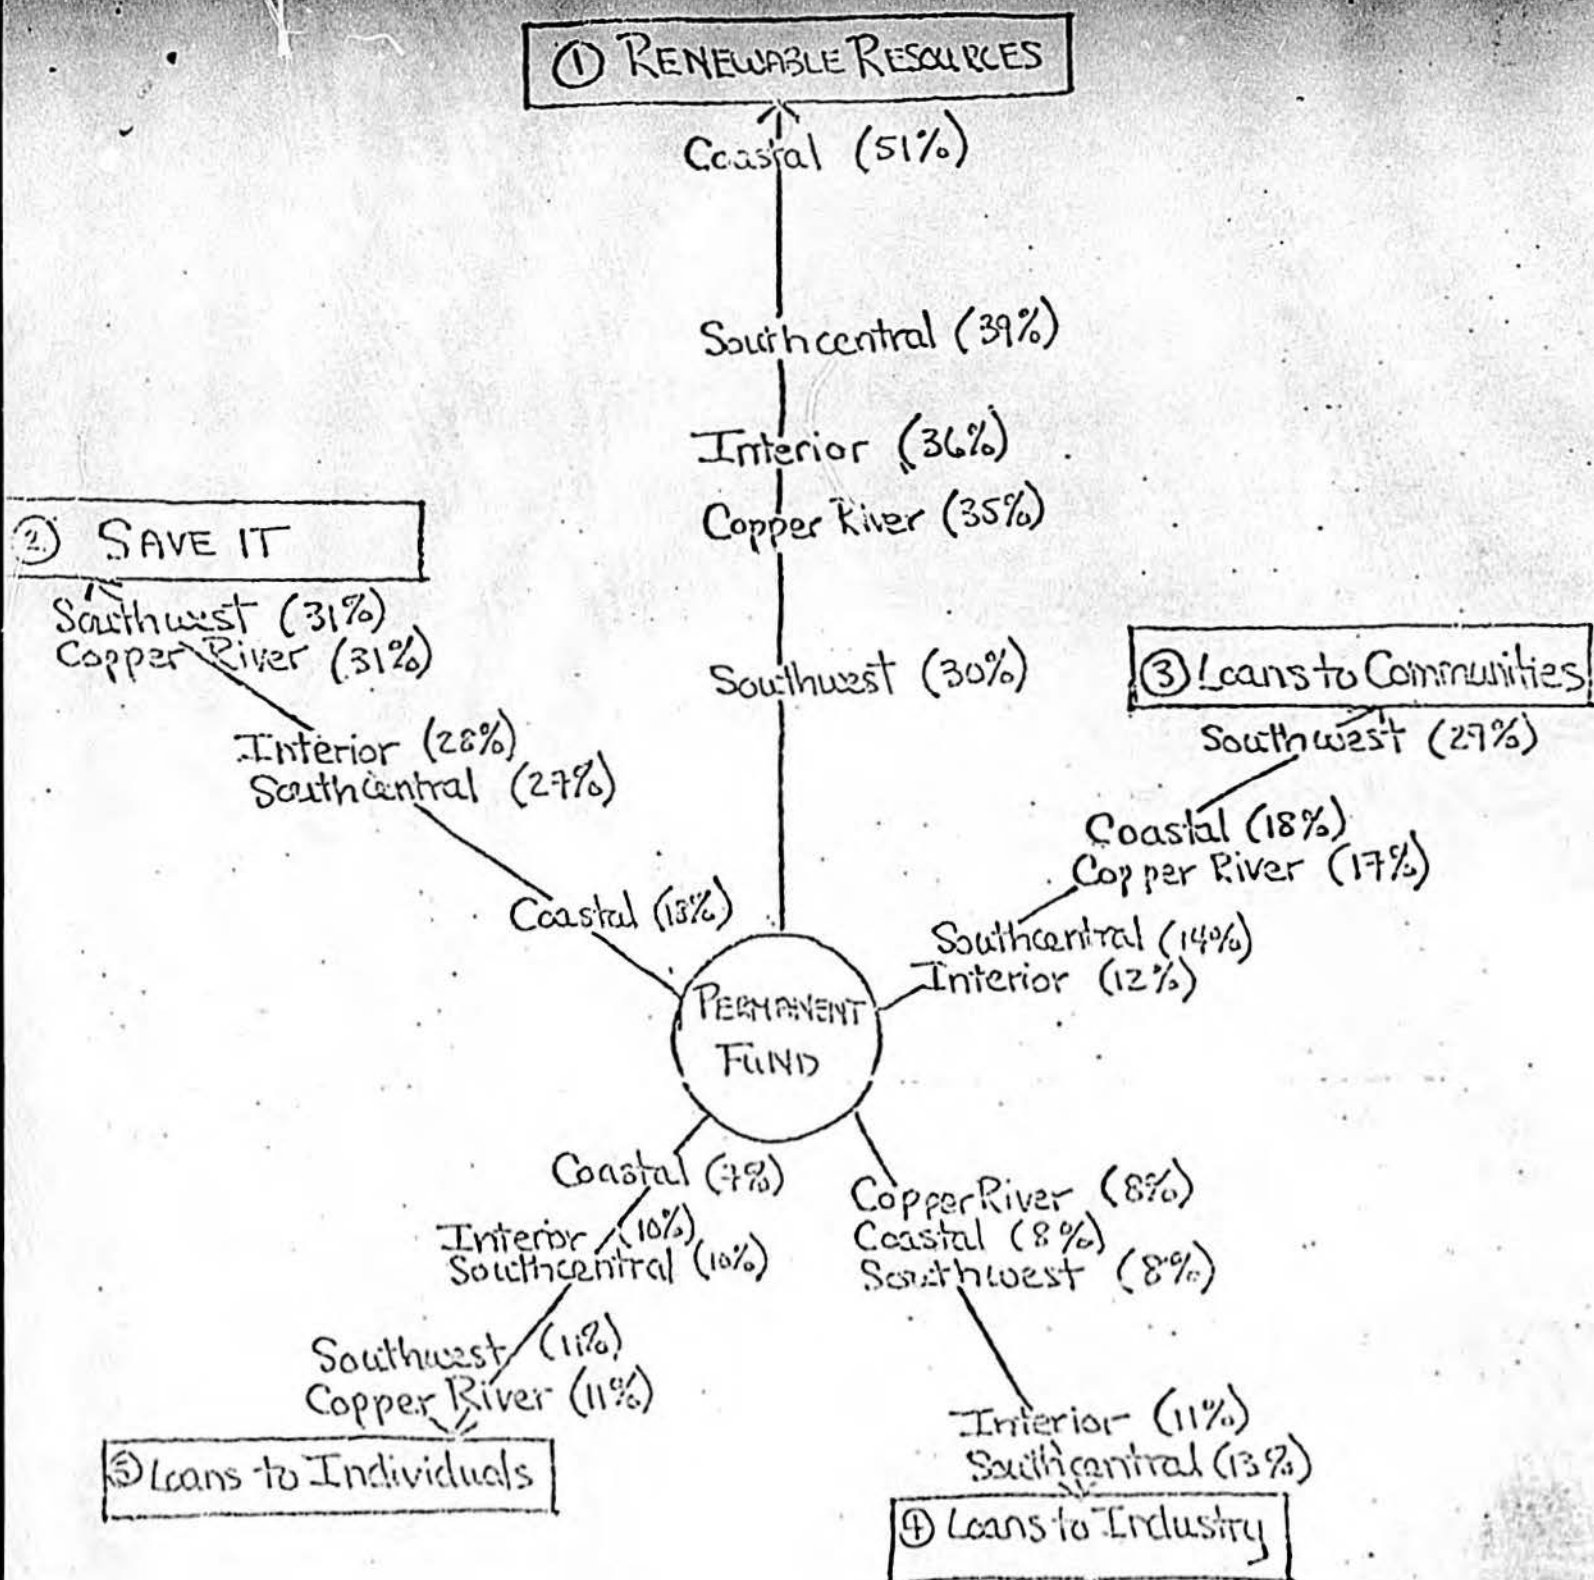 ① RENEWABLE RESOURCES
Coastal (51%)
Southcentral (39%)
Interior (36%)
Copper River (35%)
Southwest (30%)
② SAVE IT
Southwest (31%)
Copper River (31%)
Interior (28%)
Southcentral (27%)
Coastal (13%)
③ Loans to Communities
Southwest (29%)
Coastal (18%)
Copper River (17%)
Southcentral (14%)
Interior (12%)
PERMANENT
FUND
Coastal (7%)
Interior (10%)
Southcentral (10%)
Southwest (11%)
Copper River (11%)
⑤ Loans to Individuals
Copper River (8%)
Coastal (8%)
Southwest (8%)
Interior (11%)
Southcentral (13%)
④ Loans to Industry